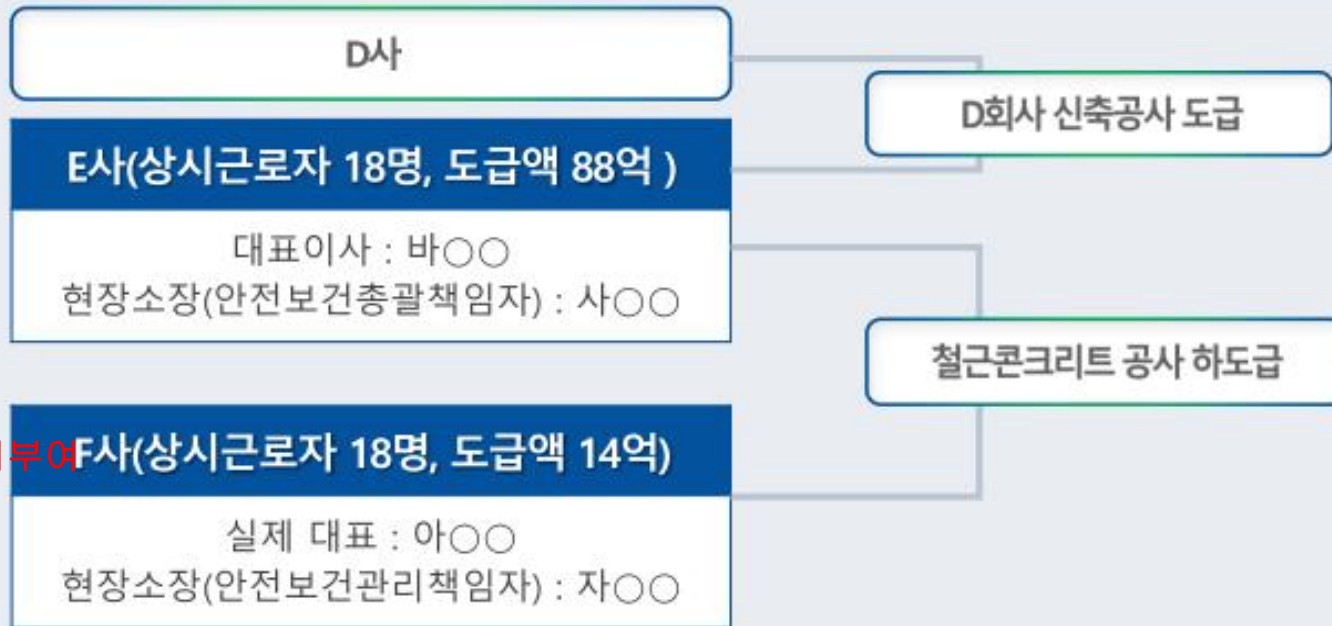 D사
D회사 신축공사 도급
E사(상시근로자 18명, 도급액 88억 )
대표이사 : 바○○
현장소장(안전보건총괄책임자) : 사○○
철근콘크리트 공사 하도급
부여
F사(상시근로자 18명, 도급액 14억)
실제 대표 : 아○○
현장소장(안전보건관리책임자) : 자○○